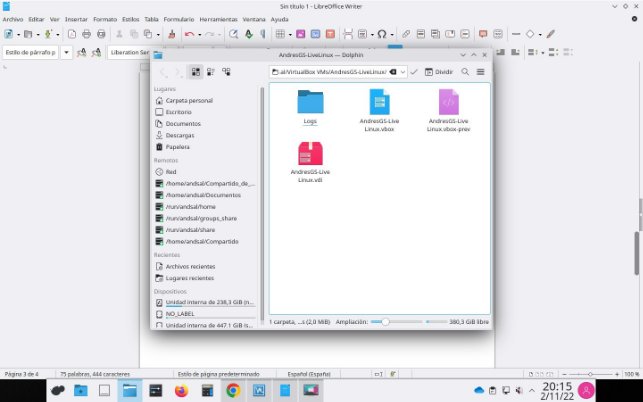 Sin título 1 - LibreOffice Writer
Archivo Editar Ver Insertar Formato Estilos Tabla Formulario Herramientas Ventana Ayuda
Estilo de párrafo p
Liberation Ser
AndresGS-LiveLinux — Dolphin
al/VirtualBox VMs/AndresGS-LiveLinux/
Dividir
Lugares
Carpeta personal
Escritorio
Documentos
Descargas
Papelera
Remotos
Red
/home/andsal/Compartido_de_...
/home/andsal/Documentos
/run/andsal/home
/run/andsal/groups_share
/run/andsal/share
/home/andsal/Compartido
Recientes
Archivos recientes
Lugares recientes
Dispositivos
Unidad interna de 238,3 GiB (n...
NO_LABEL
Unidad interna de 447,1 GiB (s...
Logs
AndresGS-Live
Linux.vbox
AndresGS-Live
Linux.vbox-prev
AndresGS-Live
Linux.vdi
1 carpeta, ...s (2,0 MiB)
Ampliación:
380,3 GiB libre
Página 3 de 4
75 palabras, 444 caracteres
Estilo de página predeterminado
Español (España)
100 %
20:15
2/11/22